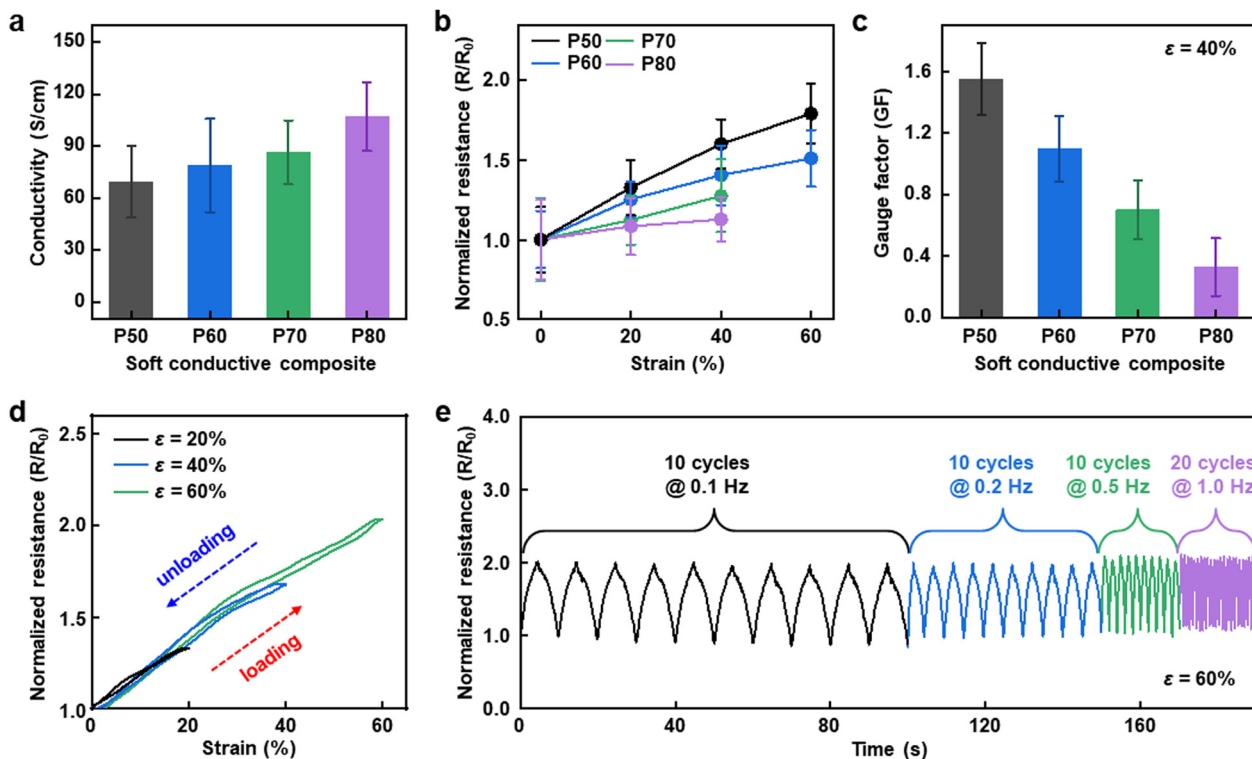 a
150
120
90
60
30
0
Conductivity (S/cm)
P50 P60 P70 P80
Soft conductive composite
b
P50 P70
P60 P80
2.0
1.5
1.0
0.5
Normalized resistance (R/R₀)
0 20 40 60
Strain (%)
c
ε = 40%
1.6
1.2
0.8
0.4
0.0
Gauge factor (GF)
P50 P60 P70 P80
Soft conductive composite
d
ε = 20%
ε = 40%
ε = 60%
2.5
2.0
1.5
1.0
Normalized resistance (R/R₀)
unloading
loading
0 20 40 60
Strain (%)
e
4.0
3.0
2.0
1.0
0.0
Normalized resistance (R/R₀)
10 cycles
@ 0.1 Hz
10 cycles
@ 0.2 Hz
10 cycles
@ 0.5 Hz
20 cycles
@ 1.0 Hz
ε = 60%
0 40 80 120 160
Time (s)